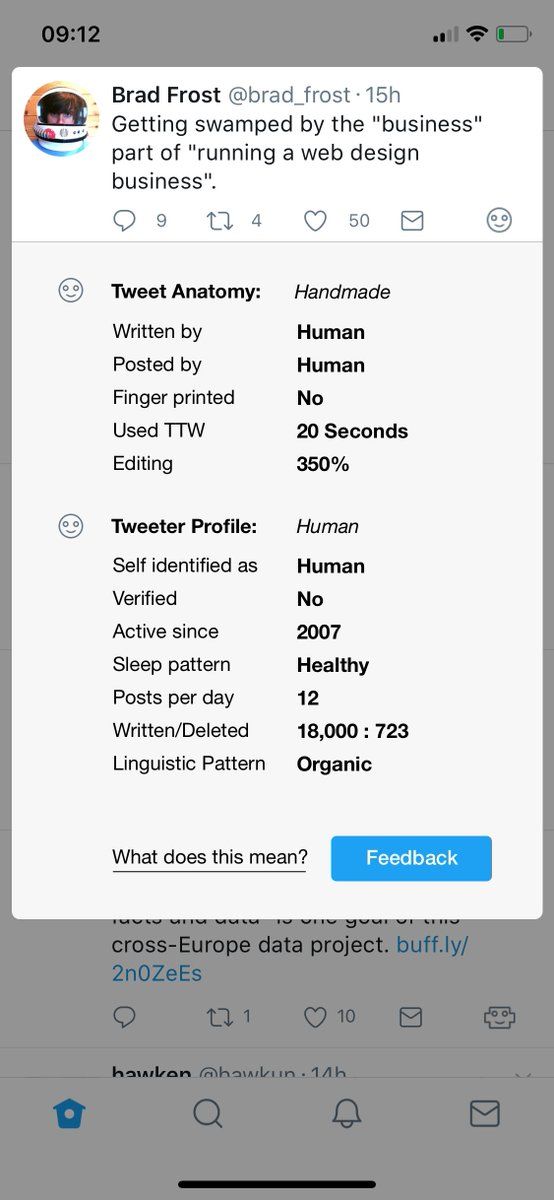 09:12
Brad Frost @brad_frost · 15h
Getting swamped by the "business"
part of "running a web design
business".
9 4 50
Tweet Anatomy: Handmade
Written by Human
Posted by Human
Finger printed No
Used TTW 20 Seconds
Editing 350%
Tweeter Profile: Human
Self identified as Human
Verified No
Active since 2007
Sleep pattern Healthy
Posts per day 12
Written/Deleted 18,000 : 723
Linguistic Pattern Organic
What does this mean? Feedback
facts and data" is one goal of this
cross-Europe data project. buff.ly/
2n0ZeEs
1 10
hawken @hawkun · 14h